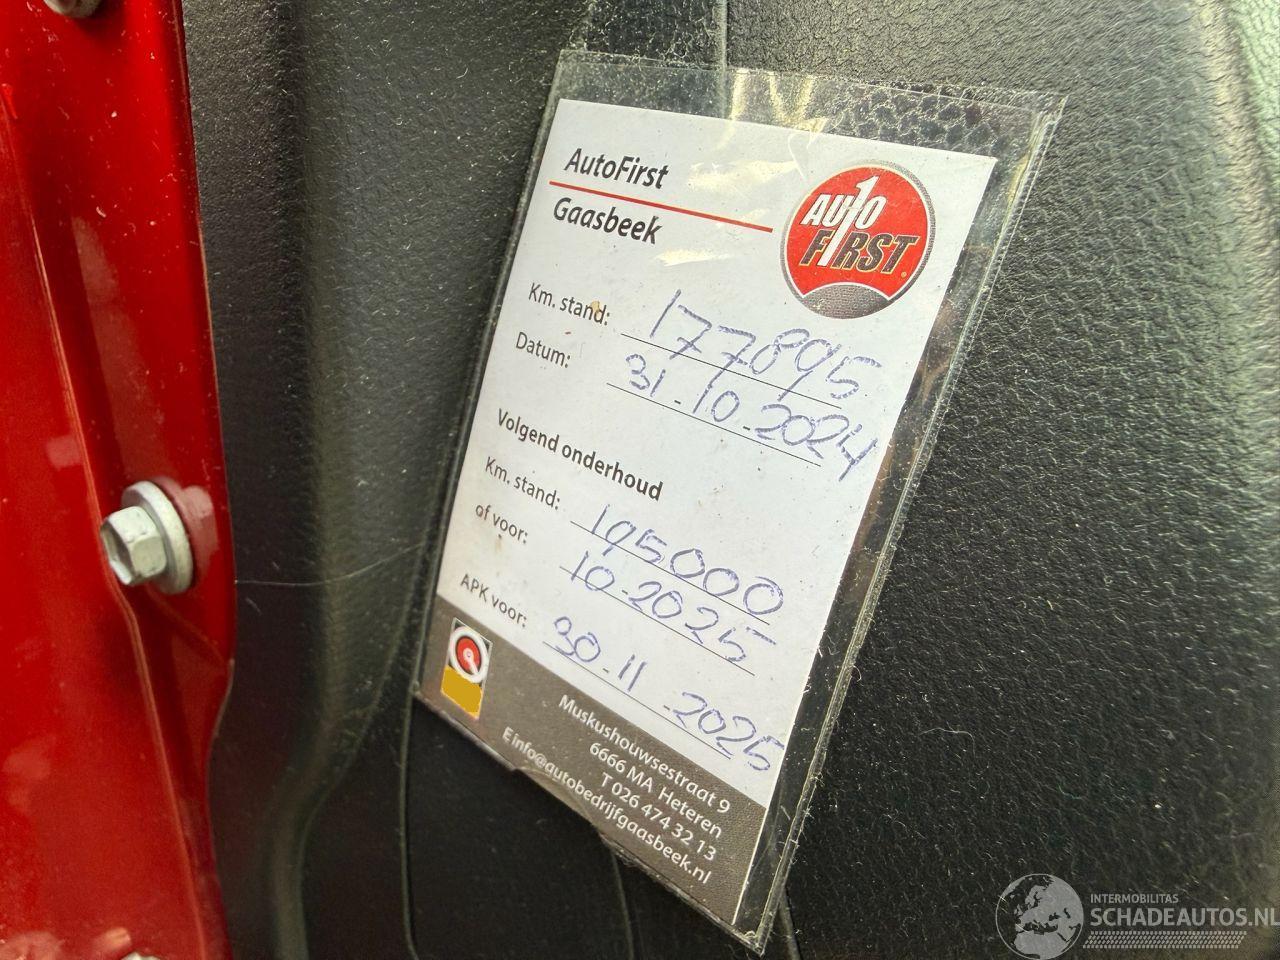 AutoFirst
Gaasbeek
AUTO
FIRST
Km. stand: 177895
Datum: 31-10-2024
Volgend onderhoud
Km. stand: 195000
of voor: 10-2025
APK voor: 30-11-2025
Muskushouwsestraat 9
6666 MA Heteren
T 026 474 32 13
E info@autobedrijfgaasbeek.nl
INTERMOBILITAS
SCHADEAUTOS.NL